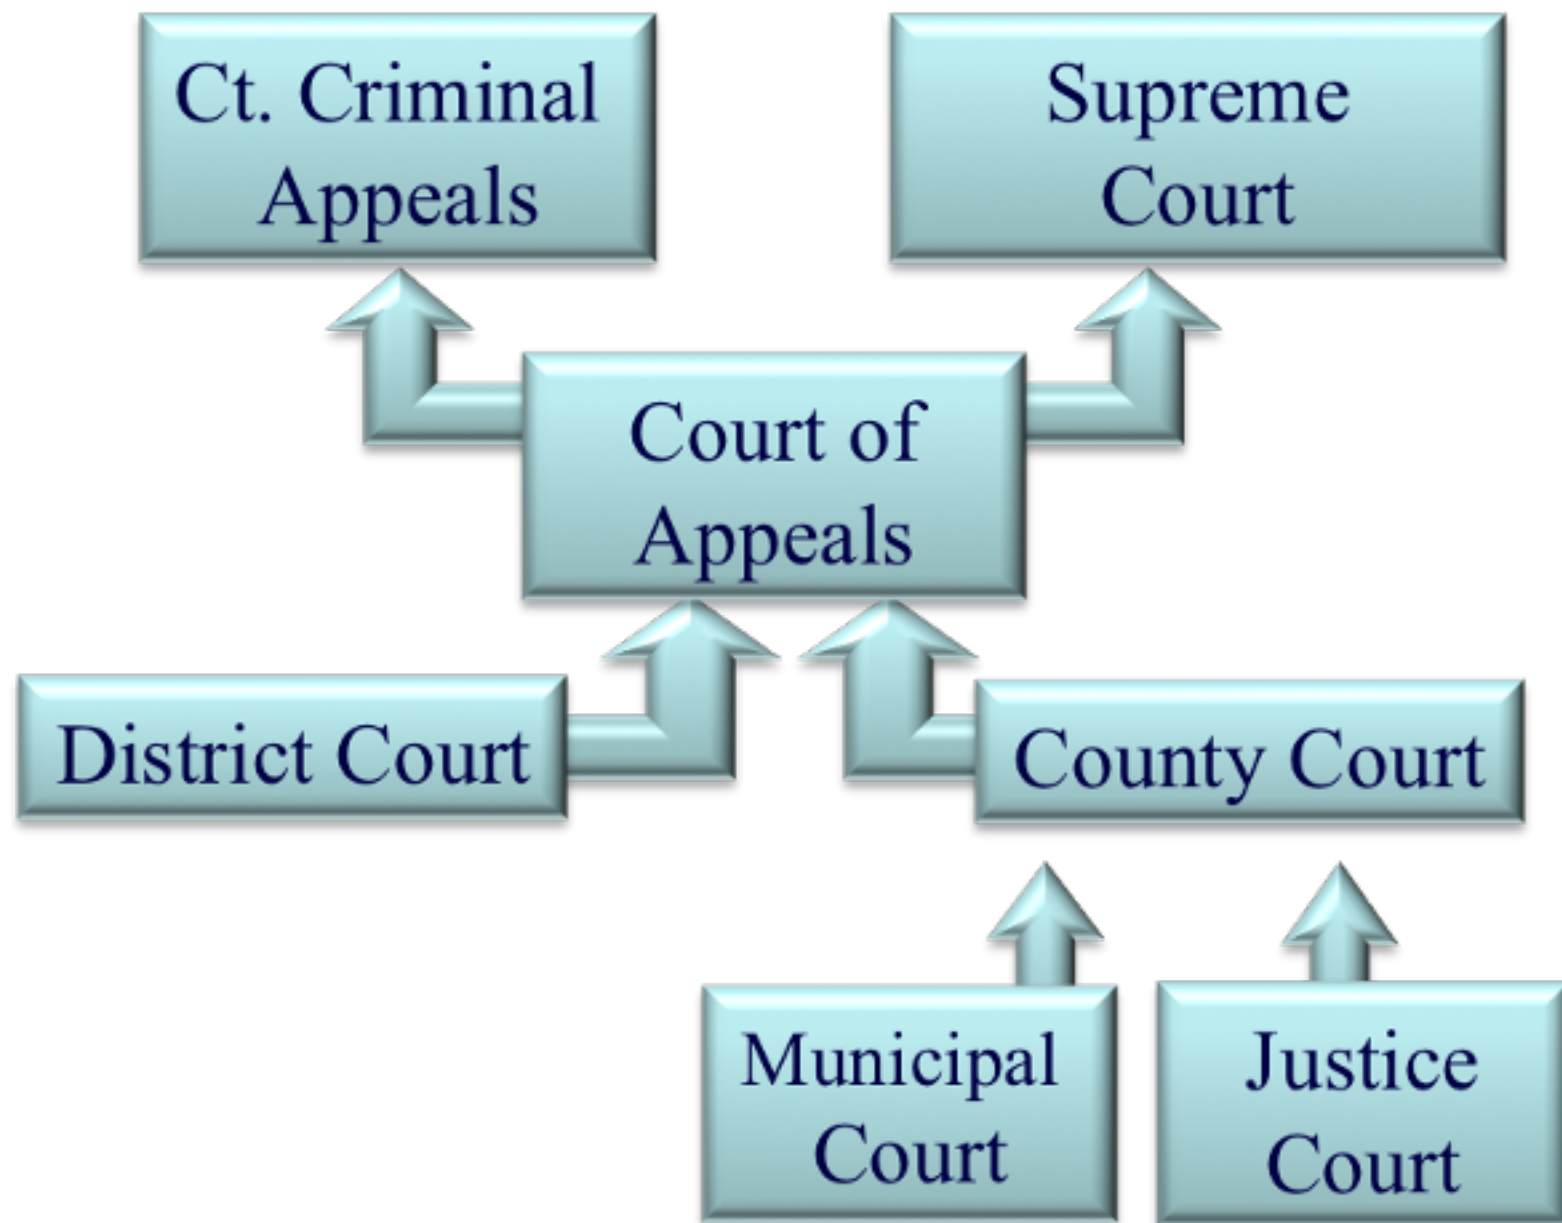 Ct. Criminal
Appeals
Supreme
Court
Court of
Appeals
District Court
County Court
Municipal
Court
Justice
Court